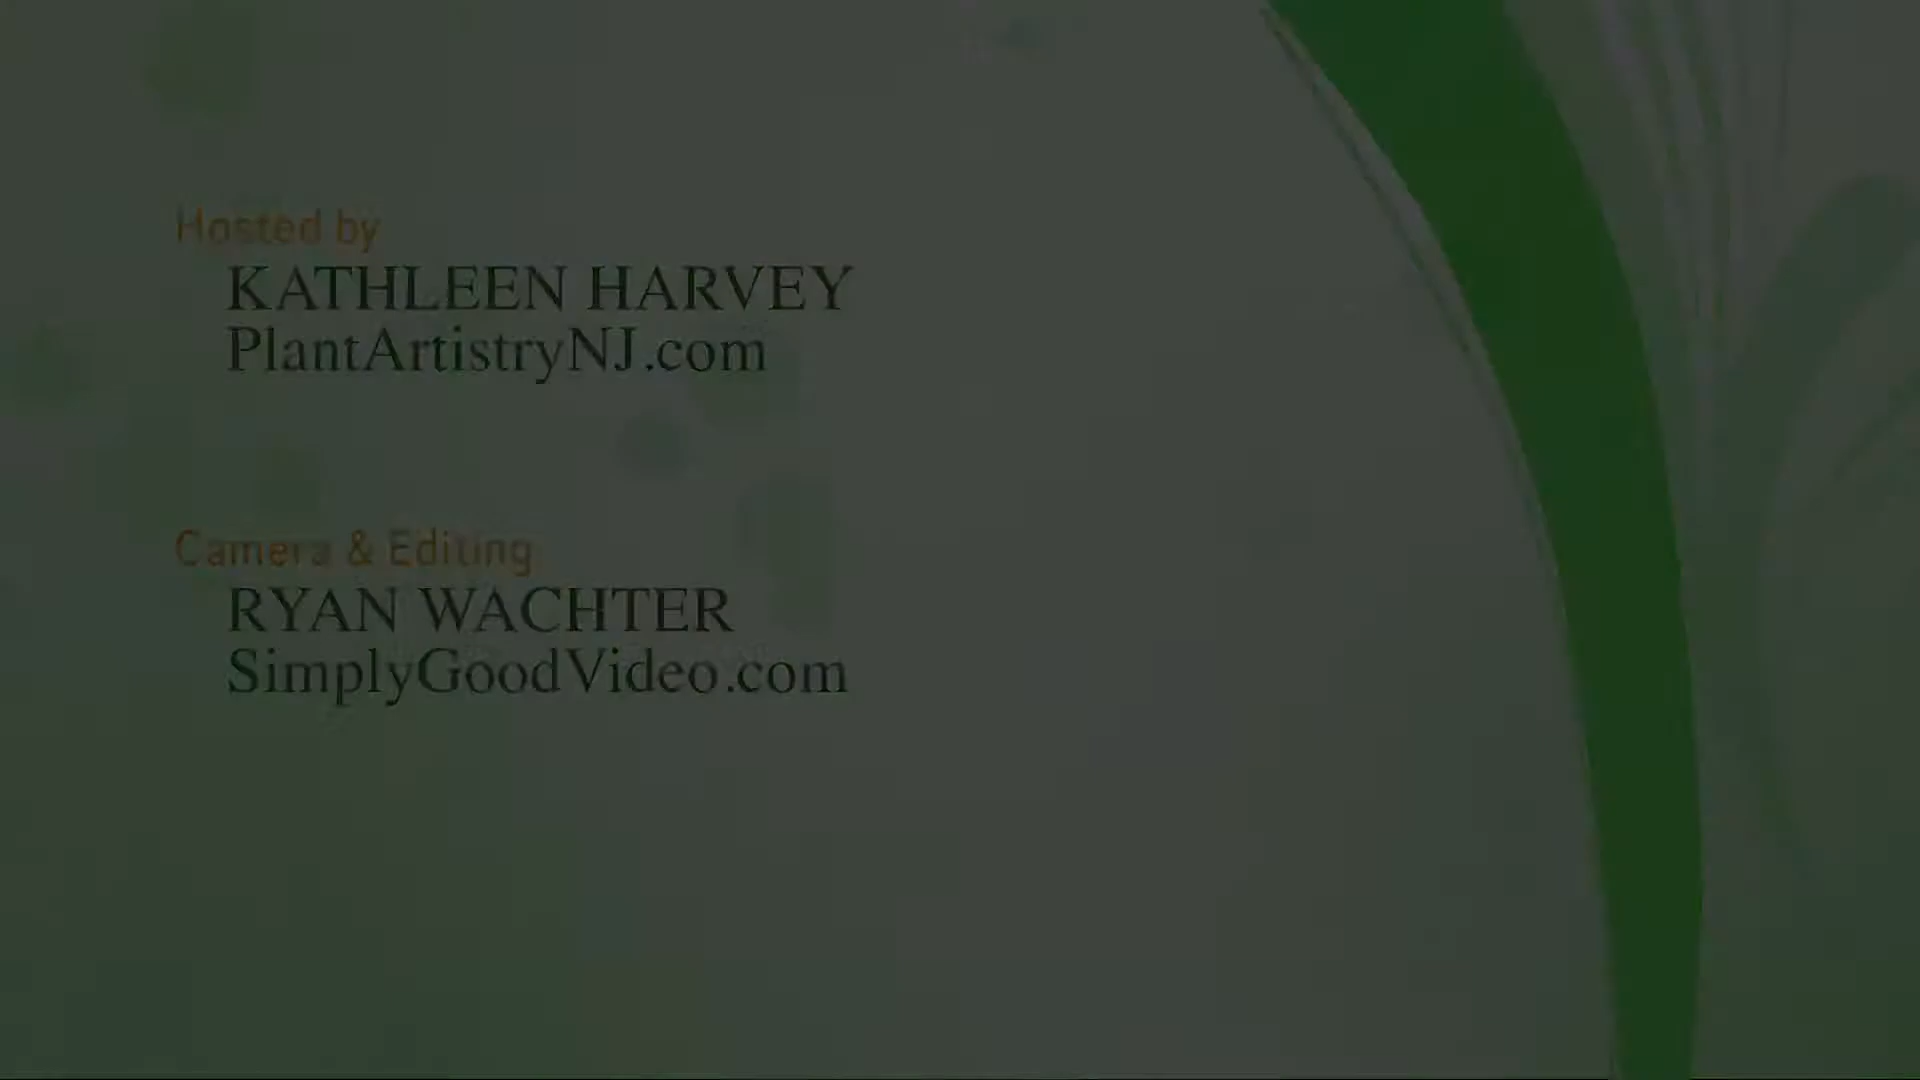 Hosted by
KATHLEEN HARVEY
PlantArtistryNJ.com
Camera & Editing
RYAN WACHTER
SimplyGoodVideo.com